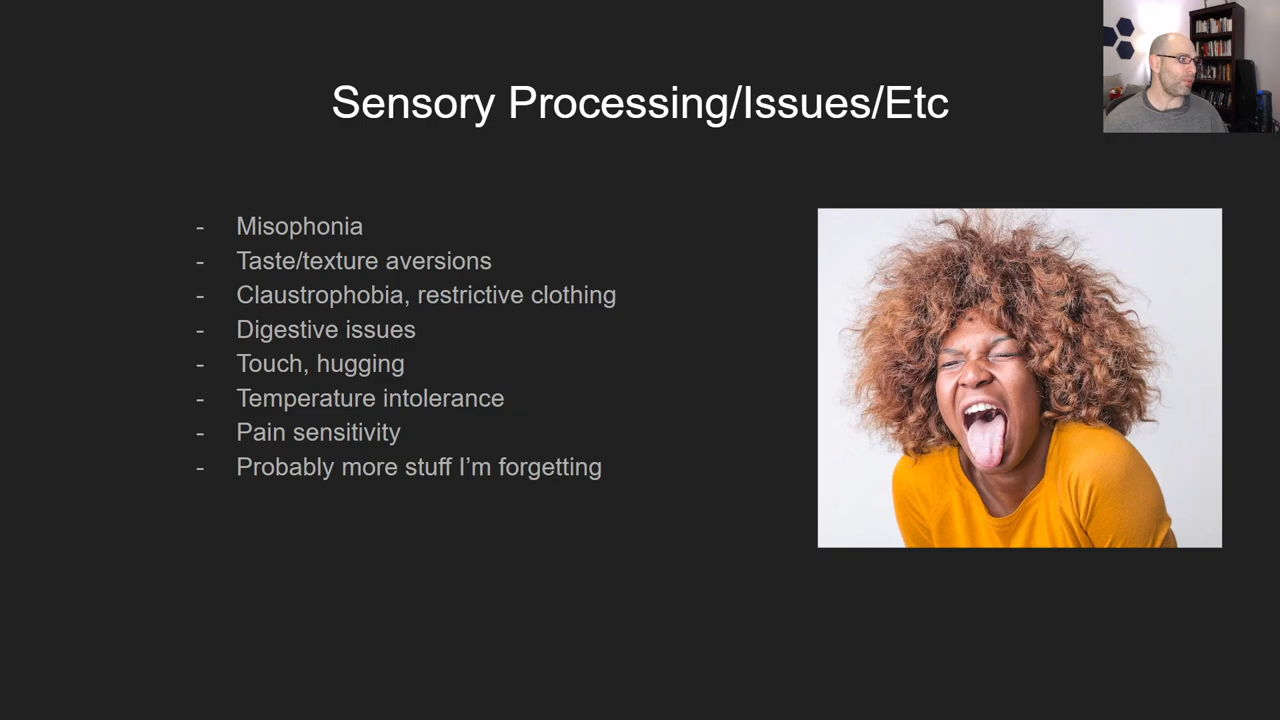 Sensory Processing/Issues/Etc
- Misophonia
- Taste/texture aversions
- Claustrophobia, restrictive clothing
- Digestive issues
- Touch, hugging
- Temperature intolerance
- Pain sensitivity
- Probably more stuff I’m forgetting